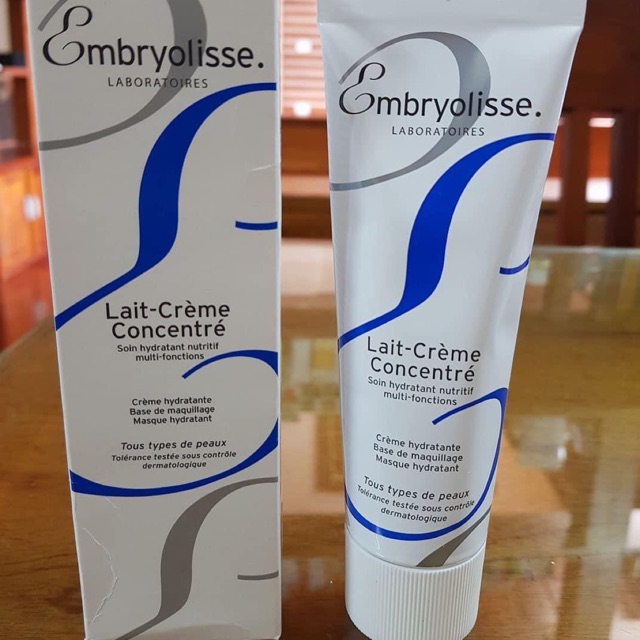 Embryolisse.
LABORATOIRES
Lait-Crème
Concentré
Soin hydratant nutritif
multi-fonctions
Crème hydratante
Base de maquillage
Masque hydratant
Tous types de peaux
Tolérance testée sous contrôle
dermatologique
Embryolisse.
LABORATOIRES
Lait-Crème
Concentré
Soin hydratant nutritif
multi-fonctions
Crème hydratante
Base de maquillage
Masque hydratant
Tous types de peaux
Tolérance testée sous contrôle
dermatologique